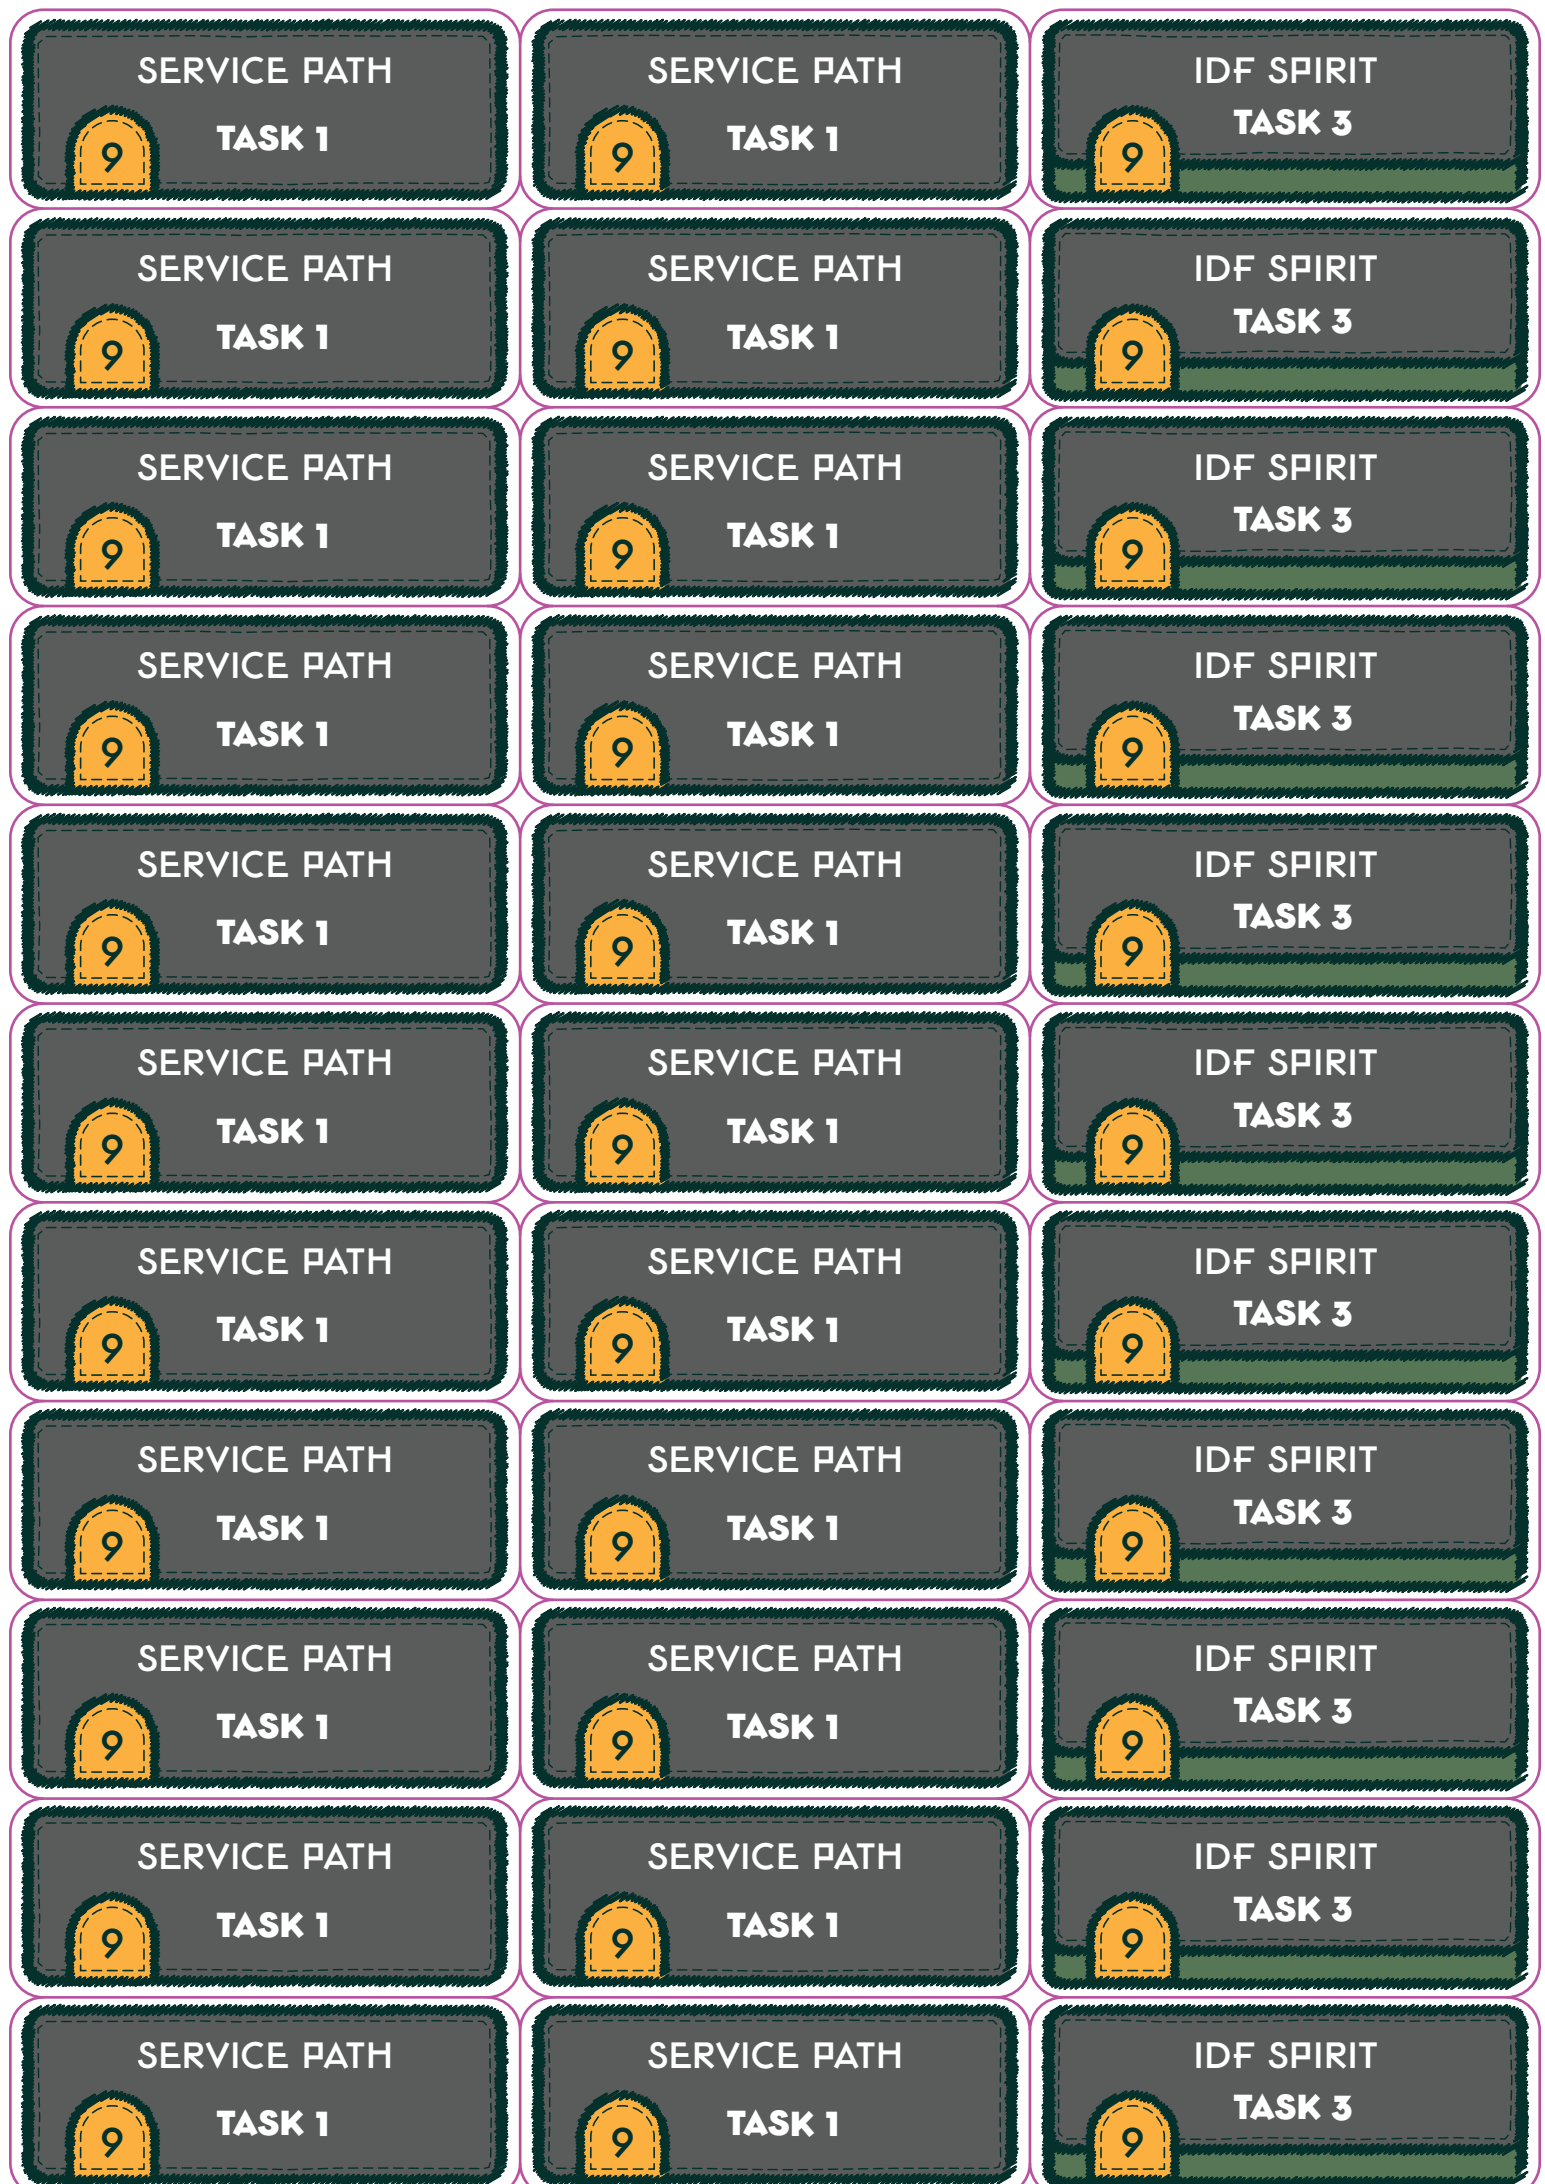 SERVICE PATH
TASK 1
9
SERVICE PATH
TASK 1
9
IDF SPIRIT
TASK 3
9
SERVICE PATH
TASK 1
9
SERVICE PATH
TASK 1
9
IDF SPIRIT
TASK 3
9
SERVICE PATH
TASK 1
9
SERVICE PATH
TASK 1
9
IDF SPIRIT
TASK 3
9
SERVICE PATH
TASK 1
9
SERVICE PATH
TASK 1
9
IDF SPIRIT
TASK 3
9
SERVICE PATH
TASK 1
9
SERVICE PATH
TASK 1
9
IDF SPIRIT
TASK 3
9
SERVICE PATH
TASK 1
9
SERVICE PATH
TASK 1
9
IDF SPIRIT
TASK 3
9
SERVICE PATH
TASK 1
9
SERVICE PATH
TASK 1
9
IDF SPIRIT
TASK 3
9
SERVICE PATH
TASK 1
9
SERVICE PATH
TASK 1
9
IDF SPIRIT
TASK 3
9
SERVICE PATH
TASK 1
9
SERVICE PATH
TASK 1
9
IDF SPIRIT
TASK 3
9
SERVICE PATH
TASK 1
9
SERVICE PATH
TASK 1
9
IDF SPIRIT
TASK 3
9
SERVICE PATH
TASK 1
9
SERVICE PATH
TASK 1
9
IDF SPIRIT
TASK 3
9